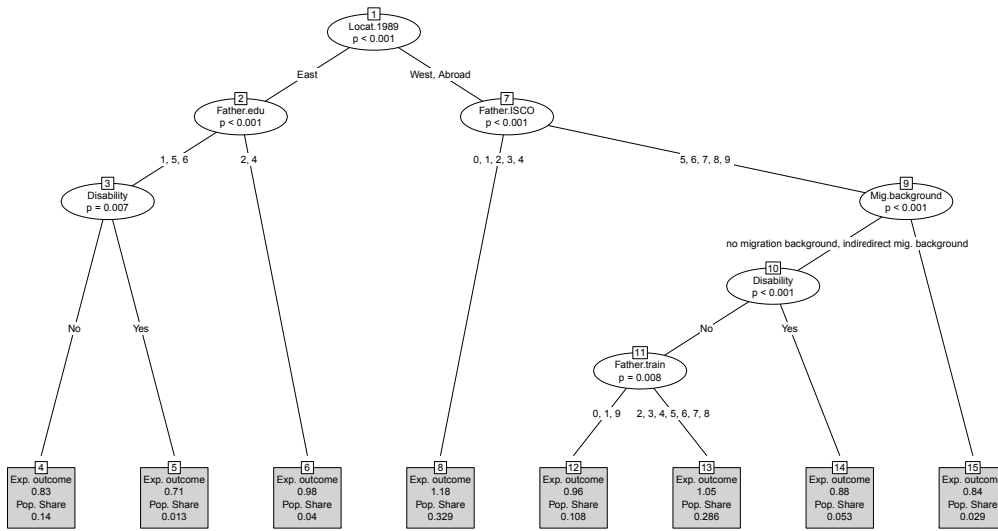 1
Locat.1989
p < 0.001
East
West, Abroad
2
Father.edu
p < 0.001
7
Father.ISCO
p < 0.001
1, 5, 6
2, 4
0, 1, 2, 3, 4
5, 6, 7, 8, 9
3
Disability
p = 0.007
9
Mig.background
p < 0.001
no migration background, indiredirect mig. background
10
Disability
p < 0.001
No
Yes
No
Yes
11
Father.train
p = 0.008
0, 1, 9
2, 3, 4, 5, 6, 7, 8
4
Exp. outcome
0.83
Pop. Share
0.14
5
Exp. outcome
0.71
Pop. Share
0.013
6
Exp. outcome
0.98
Pop. Share
0.04
8
Exp. outcome
1.18
Pop. Share
0.329
12
Exp. outcome
0.96
Pop. Share
0.108
13
Exp. outcome
1.05
Pop. Share
0.286
14
Exp. outcome
0.88
Pop. Share
0.053
15
Exp. outcome
0.84
Pop. Share
0.029